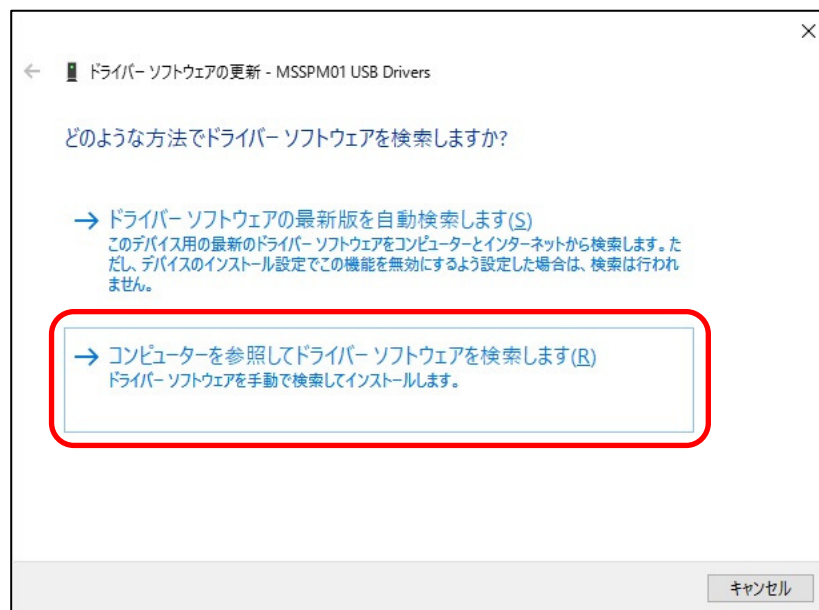 ドライバー ソフトウェアの更新 - MSSPM01 USB Drivers
どのような方法でドライバー ソフトウェアを検索しますか?
ドライバー ソフトウェアの最新版を自動検索します(S)
このデバイス用の最新のドライバー ソフトウェアをコンピューターとインターネットから検索します。た
だし、デバイスのインストール設定でこの機能を無効にするよう設定した場合は、検索は行われ
ません。
コンピューターを参照してドライバー ソフトウェアを検索します(R)
ドライバー ソフトウェアを手動で検索してインストールします。
キャンセル